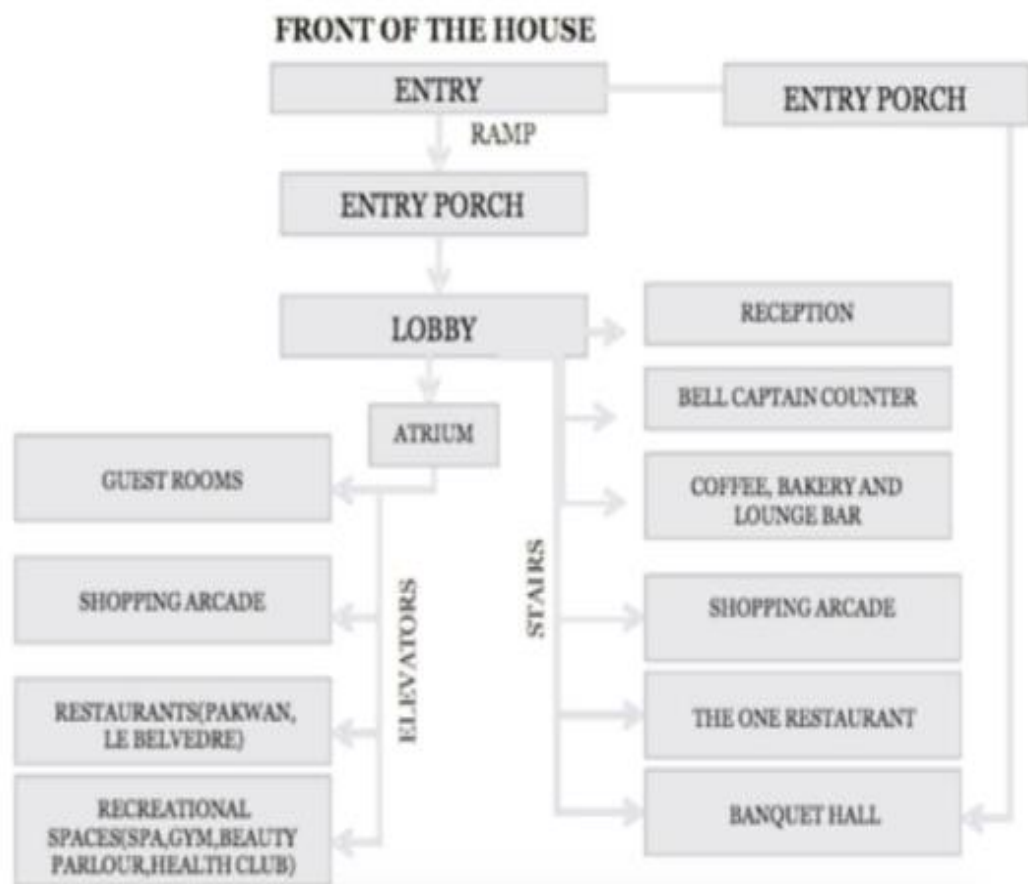 FRONT OF THE HOUSE
ENTRY
ENTRY PORCH
RAMP
ENTRY PORCH
LOBBY
RECEPTION
BELL CAPTAIN COUNTER
ATRIUM
GUEST ROOMS
COFFEE, BAKERY AND
LOUNGE BAR
STAIRS
ELEVATORS
SHOPPING ARCADE
SHOPPING ARCADE
RESTAURANTS(PAKWAN,
LE BELVEDRE)
THE ONE RESTAURANT
RECREATIONAL
SPACES(SPA,GYM,BEAUTY
PARLOUR,HEALTH CLUB)
BANQUET HALL